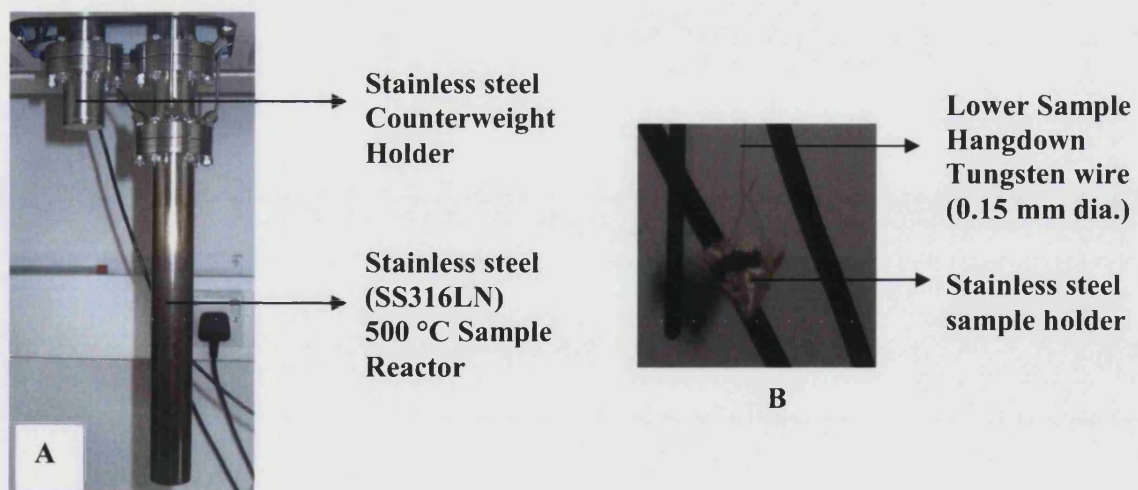 Stainless steel
Counterweight
Holder
Stainless steel
(SS316LN)
500 °C Sample
Reactor
A
Lower Sample
Hangdown
Tungsten wire
(0.15 mm dia.)
Stainless steel
sample holder
B